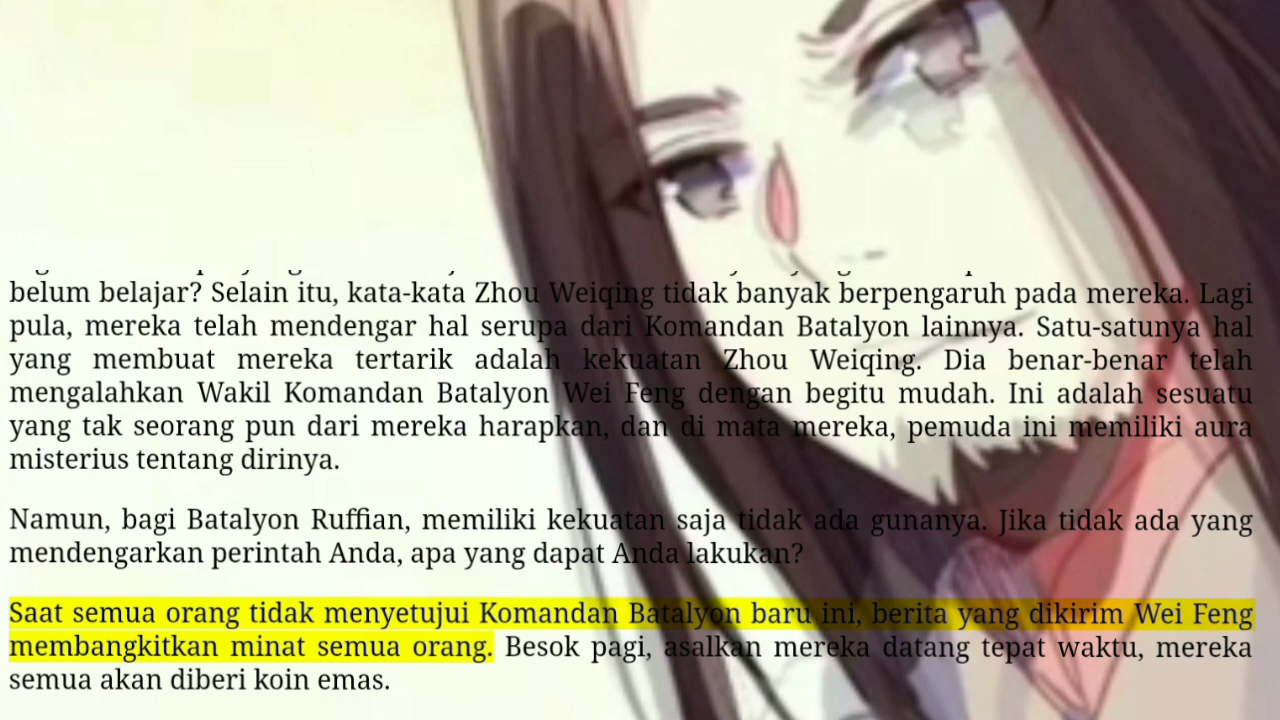 belum belajar? Selain itu, kata-kata Zhou Weiqing tidak banyak berpengaruh pada mereka. Lagi
pula, mereka telah mendengar hal serupa dari Komandan Batalyon lainnya. Satu-satunya hal
yang membuat mereka tertarik adalah kekuatan Zhou Weiqing. Dia benar-benar telah
mengalahkan Wakil Komandan Batalyon Wei Feng dengan begitu mudah. Ini adalah sesuatu
yang tak seorang pun dari mereka harapkan, dan di mata mereka, pemuda ini memiliki aura
misterius tentang dirinya.
Namun, bagi Batalyon Ruffian, memiliki kekuatan saja tidak ada gunanya. Jika tidak ada yang
mendengarkan perintah Anda, apa yang dapat Anda lakukan?
Saat semua orang tidak menyetujui Komandan Batalyon baru ini, berita yang dikirim Wei Feng
membangkitkan minat semua orang. Besok pagi, asalkan mereka datang tepat waktu, mereka
semua akan diberi koin emas.